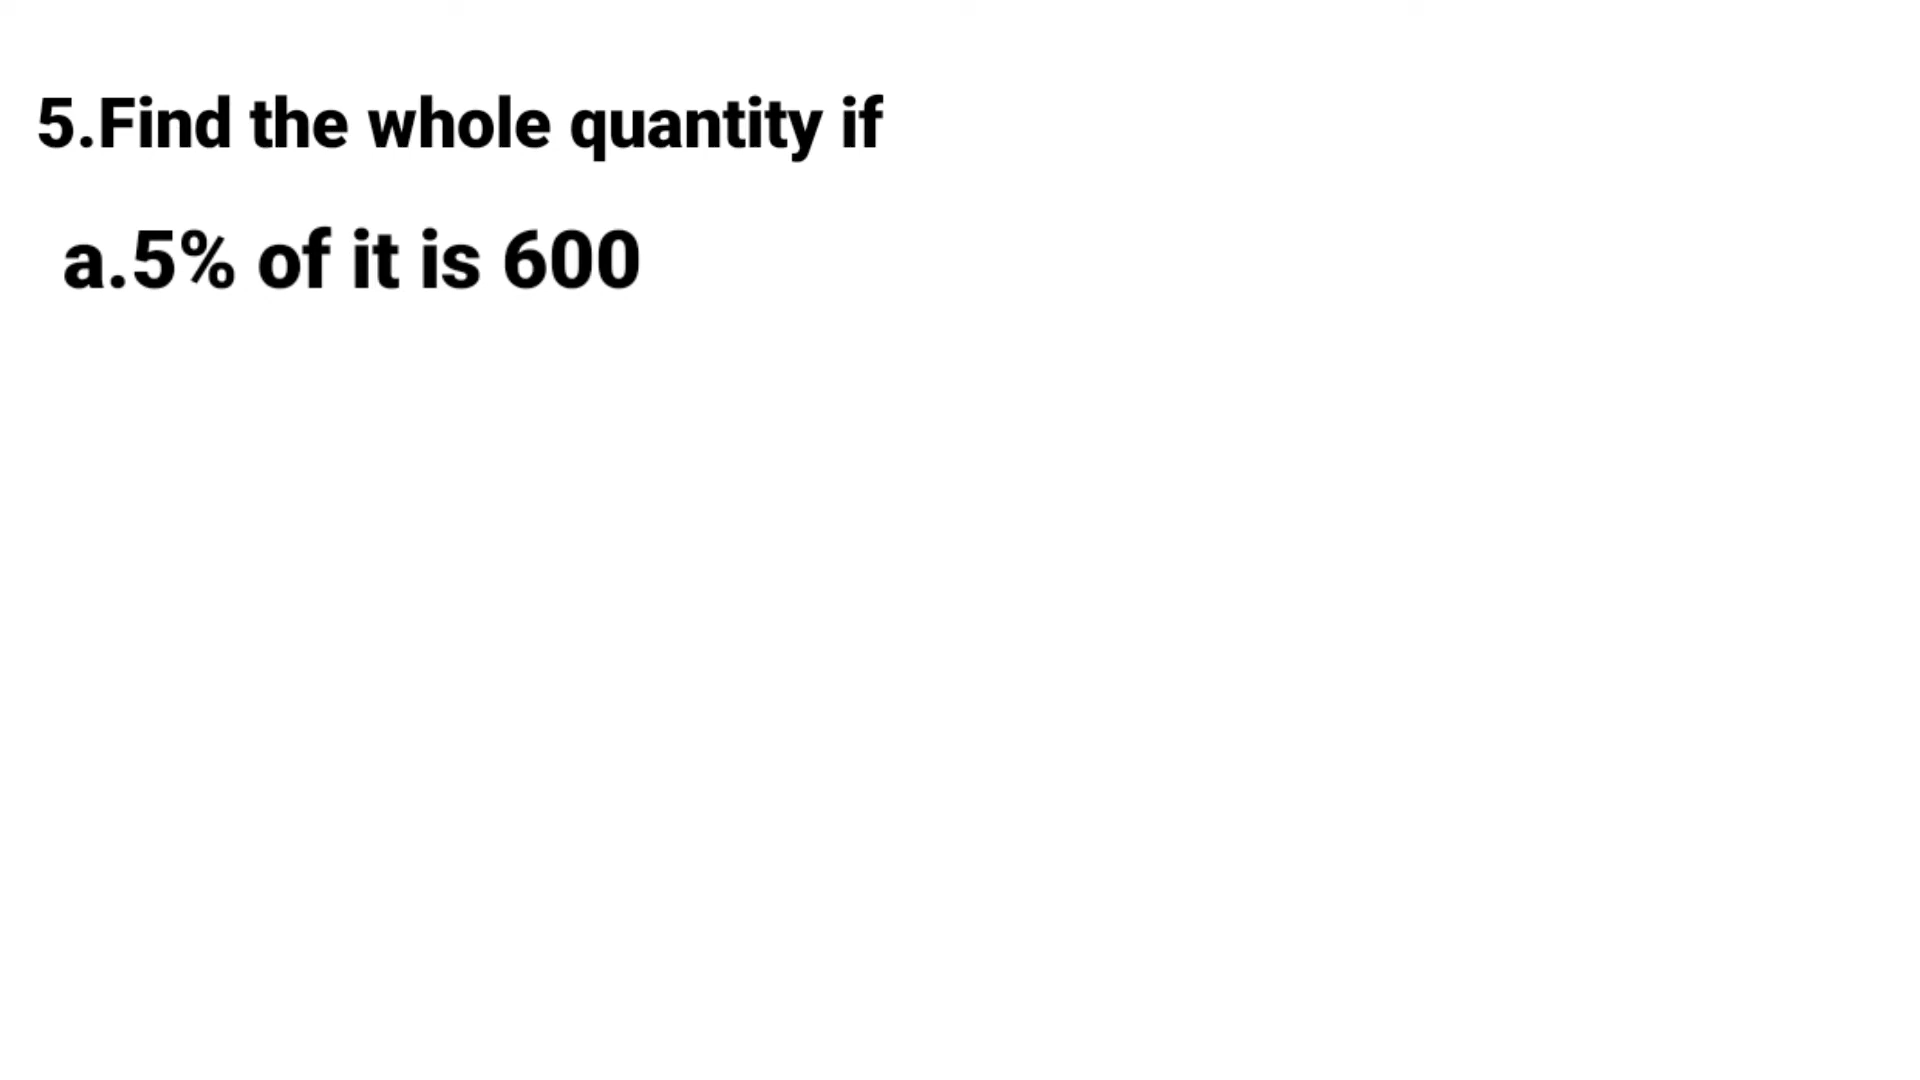 5.Find the whole quantity if
a.5% of it is 600